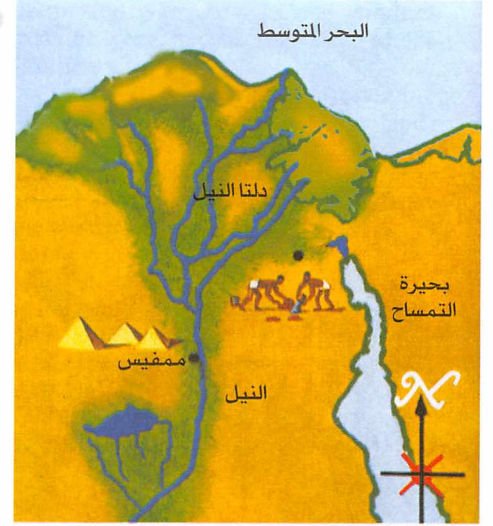 البحر المتوسط
دلتا النيل
بحيرة
التمساح
ممفيس
النيل
N